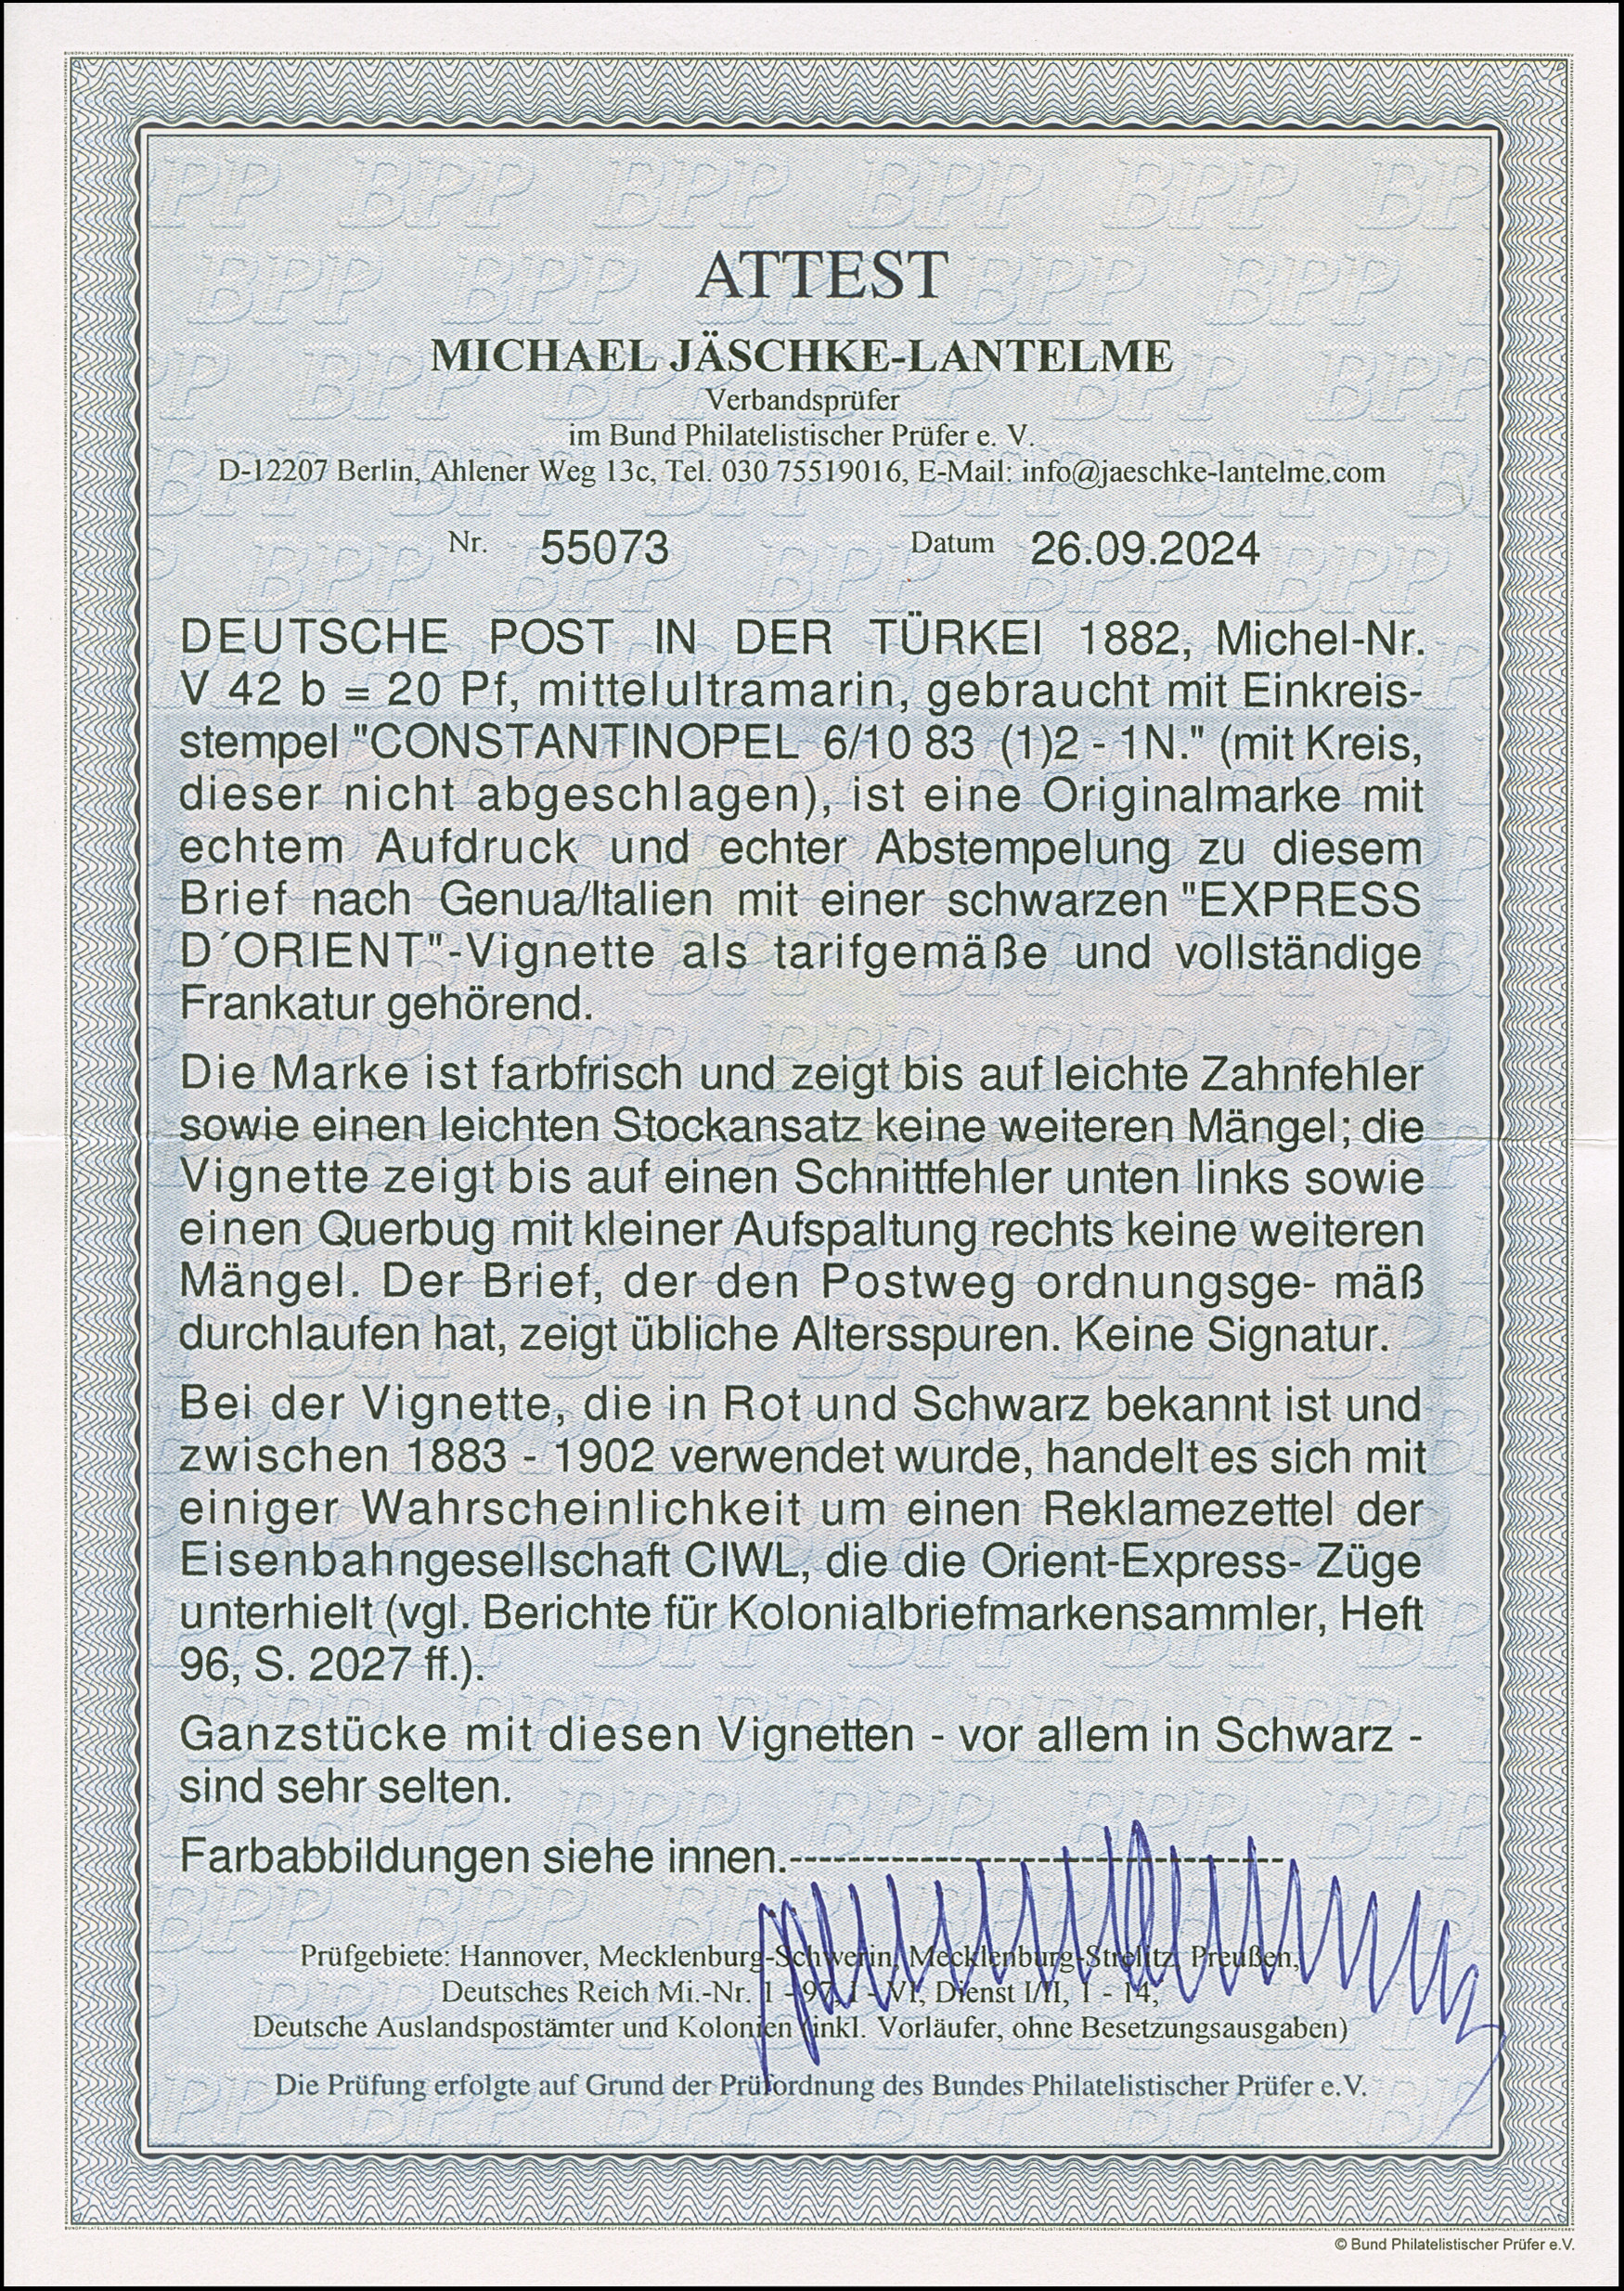 ATTEST
MICHAEL JÄSCHKE-LANTELME
Verbandsprüfer
im Bund Philatelistischer Prüfer e. V.
D-12207 Berlin, Ahlener Weg 13c, Tel. 030 75519016, E-Mail: info@jaeschke-lantelme.com
Nr. 55073 Datum 26.09.2024
DEUTSCHE POST IN DER TÜRKEI 1882, Michel-Nr.
V 42 b = 20 Pf, mittelultramarin, gebraucht mit Einkreis-
stempel "CONSTANTINOPEL 6/10 83 (1)2 - 1N." (mit Kreis,
dieser nicht abgeschlagen), ist eine Originalmarke mit
echtem Aufdruck und echter Abstempelung zu diesem
Brief nach Genua/Italien mit einer schwarzen "EXPRESS
D´ORIENT"-Vignette als tarifgemäße und vollständige
Frankatur gehörend.
Die Marke ist farbfrisch und zeigt bis auf leichte Zahnfehler
sowie einen leichten Stockansatz keine weiteren Mängel; die
Vignette zeigt bis auf einen Schnittfehler unten links sowie
einen Querbug mit kleiner Aufspaltung rechts keine weiteren
Mängel. Der Brief, der den Postweg ordnungsge- mäß
durchlaufen hat, zeigt übliche Altersspuren. Keine Signatur.
Bei der Vignette, die in Rot und Schwarz bekannt ist und
zwischen 1883 - 1902 verwendet wurde, handelt es sich mit
einiger Wahrscheinlichkeit um einen Reklamezettel der
Eisenbahngesellschaft CIWL, die die Orient-Express- Züge
unterhielt (vgl. Berichte für Kolonialbriefmarkensammler, Heft
96, S. 2027 ff.).
Ganzstücke mit diesen Vignetten - vor allem in Schwarz -
sind sehr selten.
Farbabbildungen siehe innen.-----------------------------------
Prüfgebiete: Hannover, Mecklenburg-Schwerin, Mecklenburg-Strelitz, Preußen,
Deutsches Reich Mi.-Nr. 1 - 97, I - VI, Dienst I/II, 1 - 14,
Deutsche Auslandspostämter und Kolonien (inkl. Vorläufer, ohne Besetzungsausgaben)
Die Prüfung erfolgte auf Grund der Prüfordnung des Bundes Philatelistischer Prüfer e.V.
© Bund Philatelistischer Prüfer e.V.